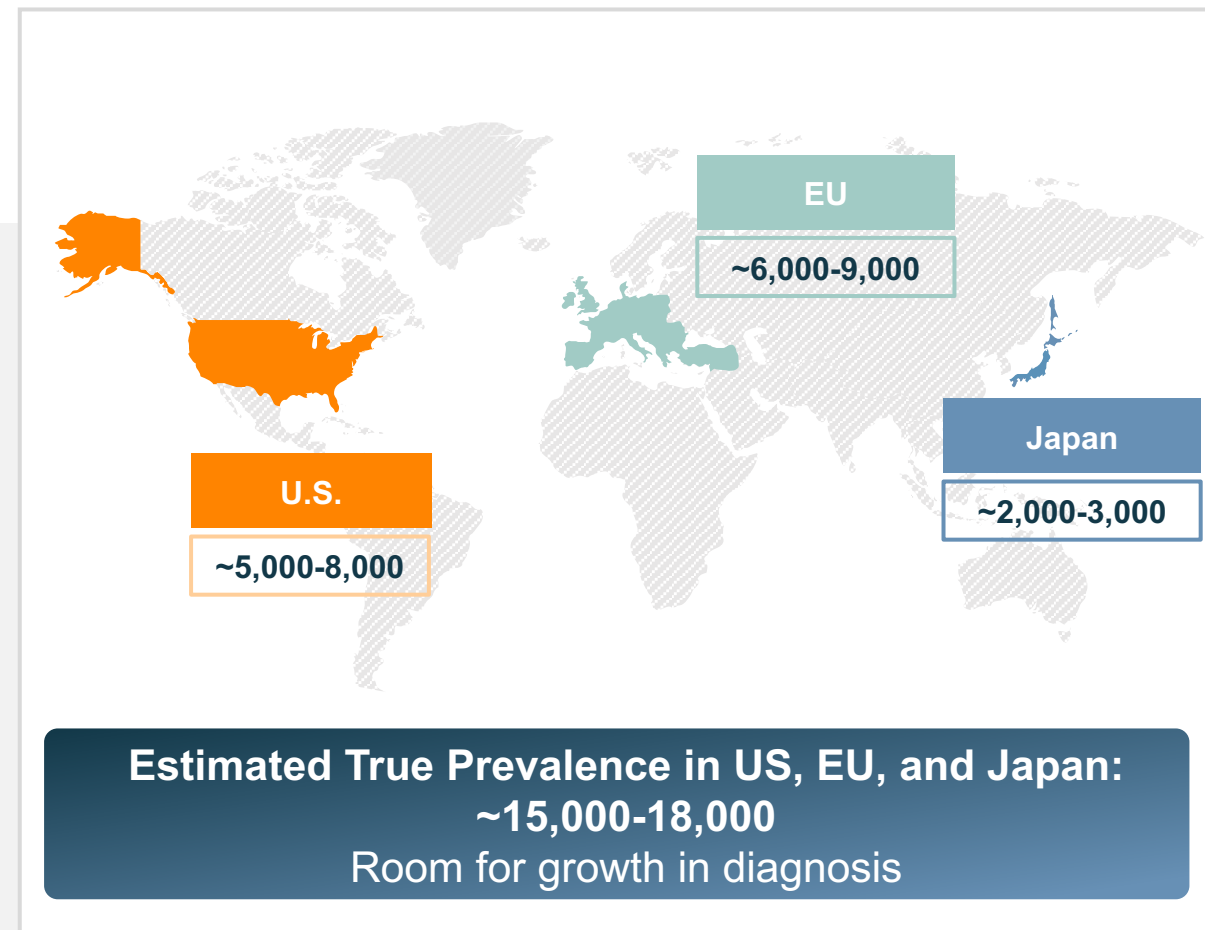 EU
~6,000-9,000
Japan
~2,000-3,000
U.S.
~5,000-8,000
Estimated True Prevalence in US, EU, and Japan:
~15,000-18,000
Room for growth in diagnosis